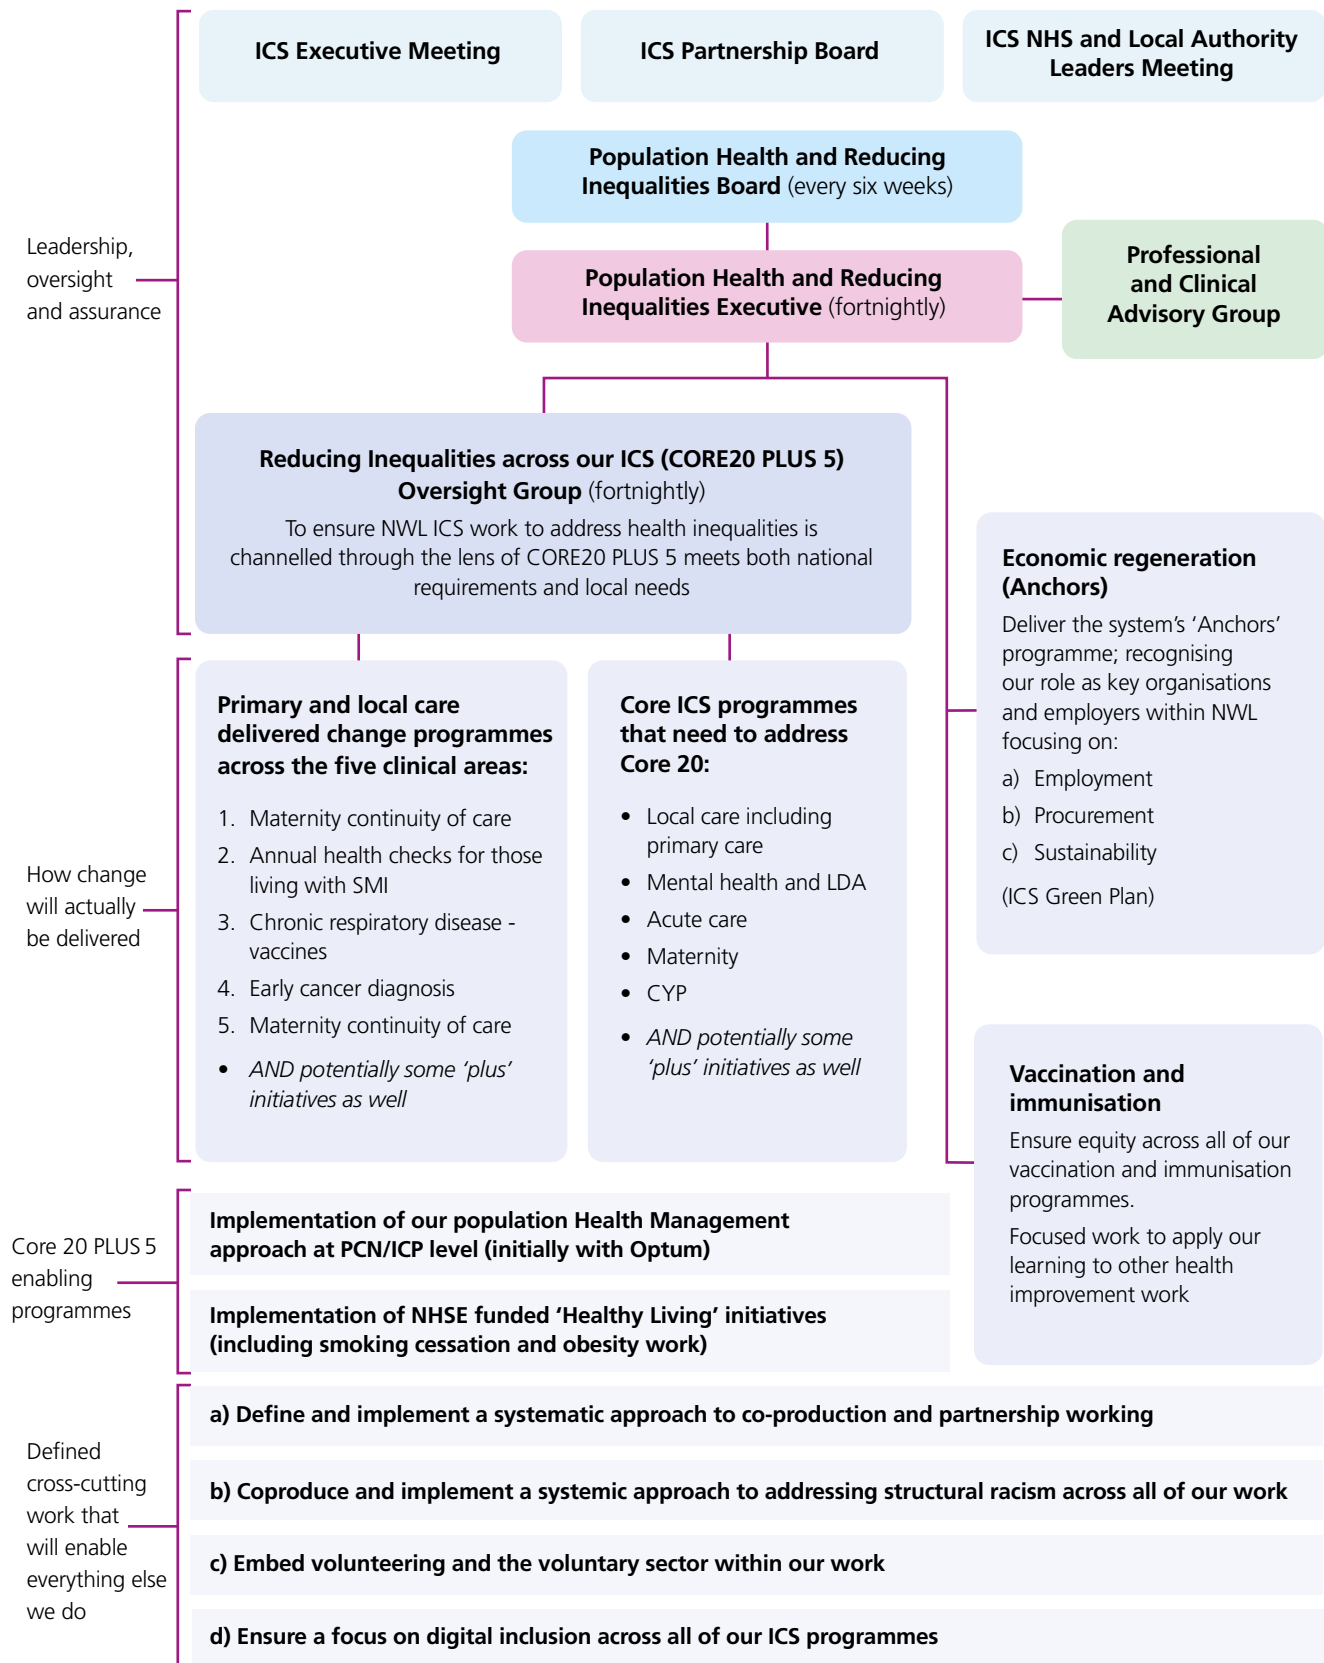 ICS Executive Meeting
ICS Partnership Board
ICS NHS and Local Authority
Leaders Meeting
Population Health and Reducing
Inequalities Board (every six weeks)
Leadership,
oversight
and assurance
Population Health and Reducing
Inequalities Executive (fortnightly)
Professional
and Clinical
Advisory Group
Reducing Inequalities across our ICS (CORE20 PLUS 5)
Oversight Group (fortnightly)
To ensure NWL ICS work to address health inequalities is
channelled through the lens of CORE20 PLUS 5 meets both national
requirements and local needs
Economic regeneration
(Anchors)
Deliver the system’s ‘Anchors’
programme; recognising
our role as key organisations
and employers within NWL
focusing on:
a) Employment
b) Procurement
c) Sustainability
(ICS Green Plan)
How change
will actually
be delivered
Primary and local care
delivered change programmes
across the five clinical areas:
1. Maternity continuity of care
2. Annual health checks for those
living with SMI
3. Chronic respiratory disease -
vaccines
4. Early cancer diagnosis
5. Maternity continuity of care
• AND potentially some ‘plus’
initiatives as well
Core ICS programmes
that need to address
Core 20:
• Local care including
primary care
• Mental health and LDA
• Acute care
• Maternity
• CYP
• AND potentially some
‘plus’ initiatives as well
Vaccination and
immunisation
Ensure equity across all of our
vaccination and immunisation
programmes.
Focused work to apply our
learning to other health
improvement work
Core 20 PLUS 5
enabling
programmes
Implementation of our population Health Management
approach at PCN/ICP level (initially with Optum)
Implementation of NHSE funded ‘Healthy Living’ initiatives
(including smoking cessation and obesity work)
Defined
cross-cutting
work that
will enable
everything else
we do
a) Define and implement a systematic approach to co-production and partnership working
b) Coproduce and implement a systemic approach to addressing structural racism across all of our work
c) Embed volunteering and the voluntary sector within our work
d) Ensure a focus on digital inclusion across all of our ICS programmes